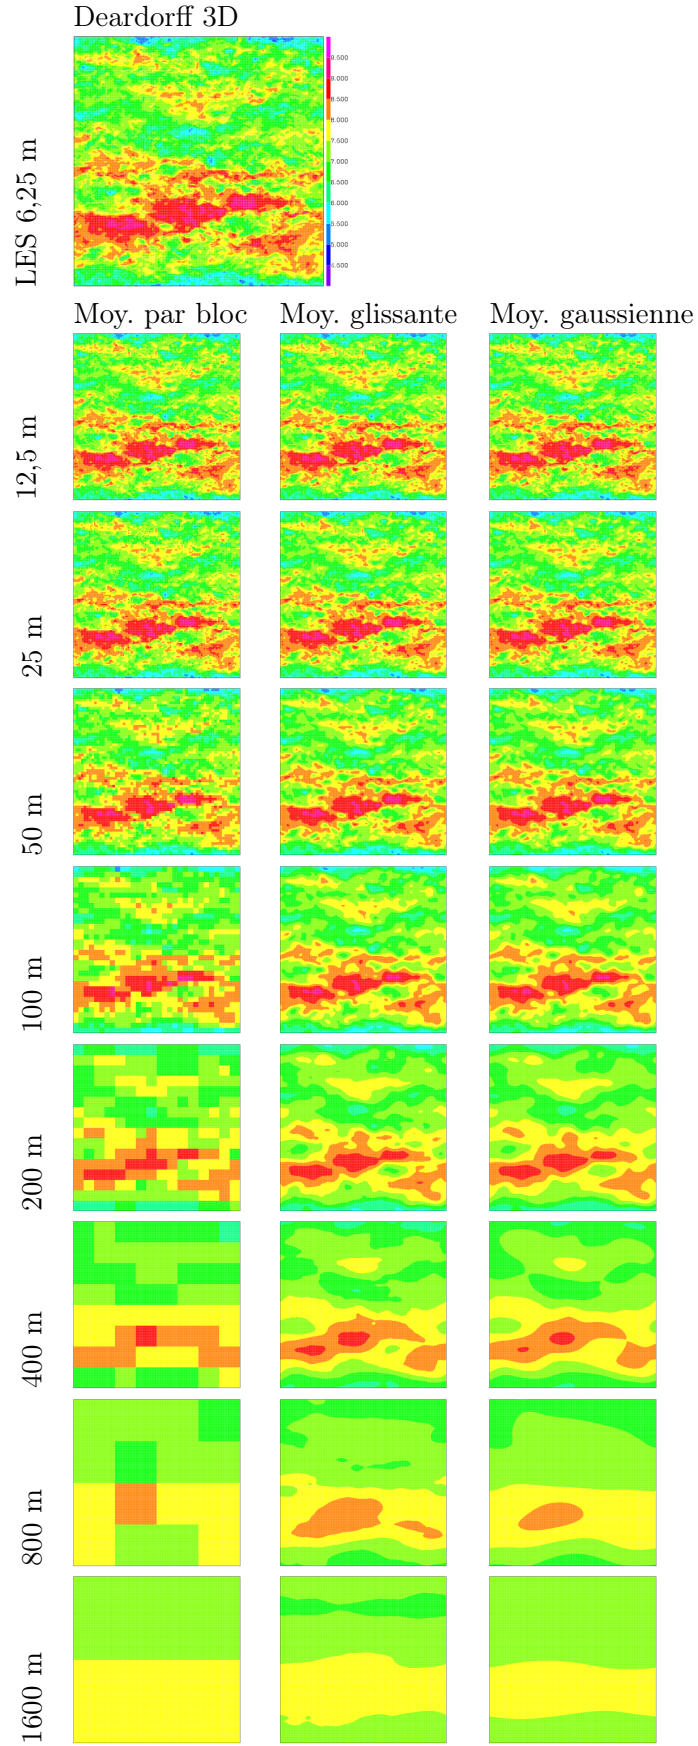 Deardorff 3D
LES 6,25 m
9.500
9.000
8.500
8.000
7.500
7.000
6.500
6.000
5.500
5.000
4.500
Moy. par bloc
Moy. glissante
Moy. gaussienne
12,5 m
25 m
50 m
100 m
200 m
400 m
800 m
1600 m